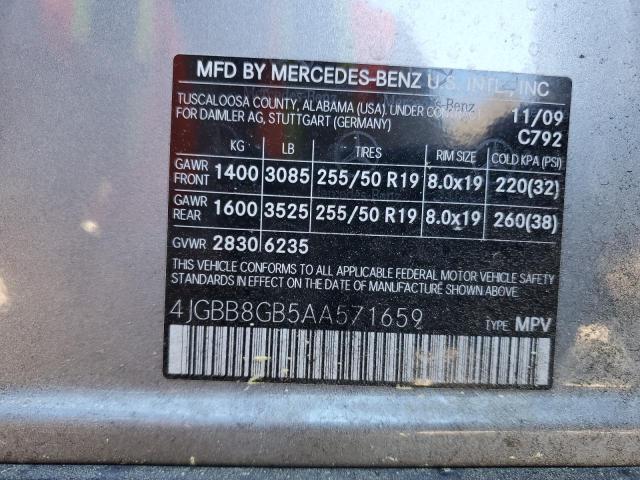 MFD BY MERCEDES-BENZ U.S. INTL., INC
TUSCALOOSA COUNTY, ALABAMA (USA). UNDER 11/09
FOR DAIMLER AG, STUTTGART (GERMANY) C792
KG LB TIRES RIM SIZE COLD KPA (PSI)
GAWR FRONT 1400 3085 255/50 R19 8.0x19 220(32)
GAWR REAR 1600 3525 255/50 R19 8.0x19 260(38)
GVWR 2830 6235
THIS VEHICLE CONFORMS TO ALL APPLICABLE FEDERAL MOTOR VEHICLE SAFETY
STANDARDS IN EFFECT ON THE DATE OF MANUFACTURE SHOWN ABOVE.
4JGBB8GB5AA571659 TYPE: MPV